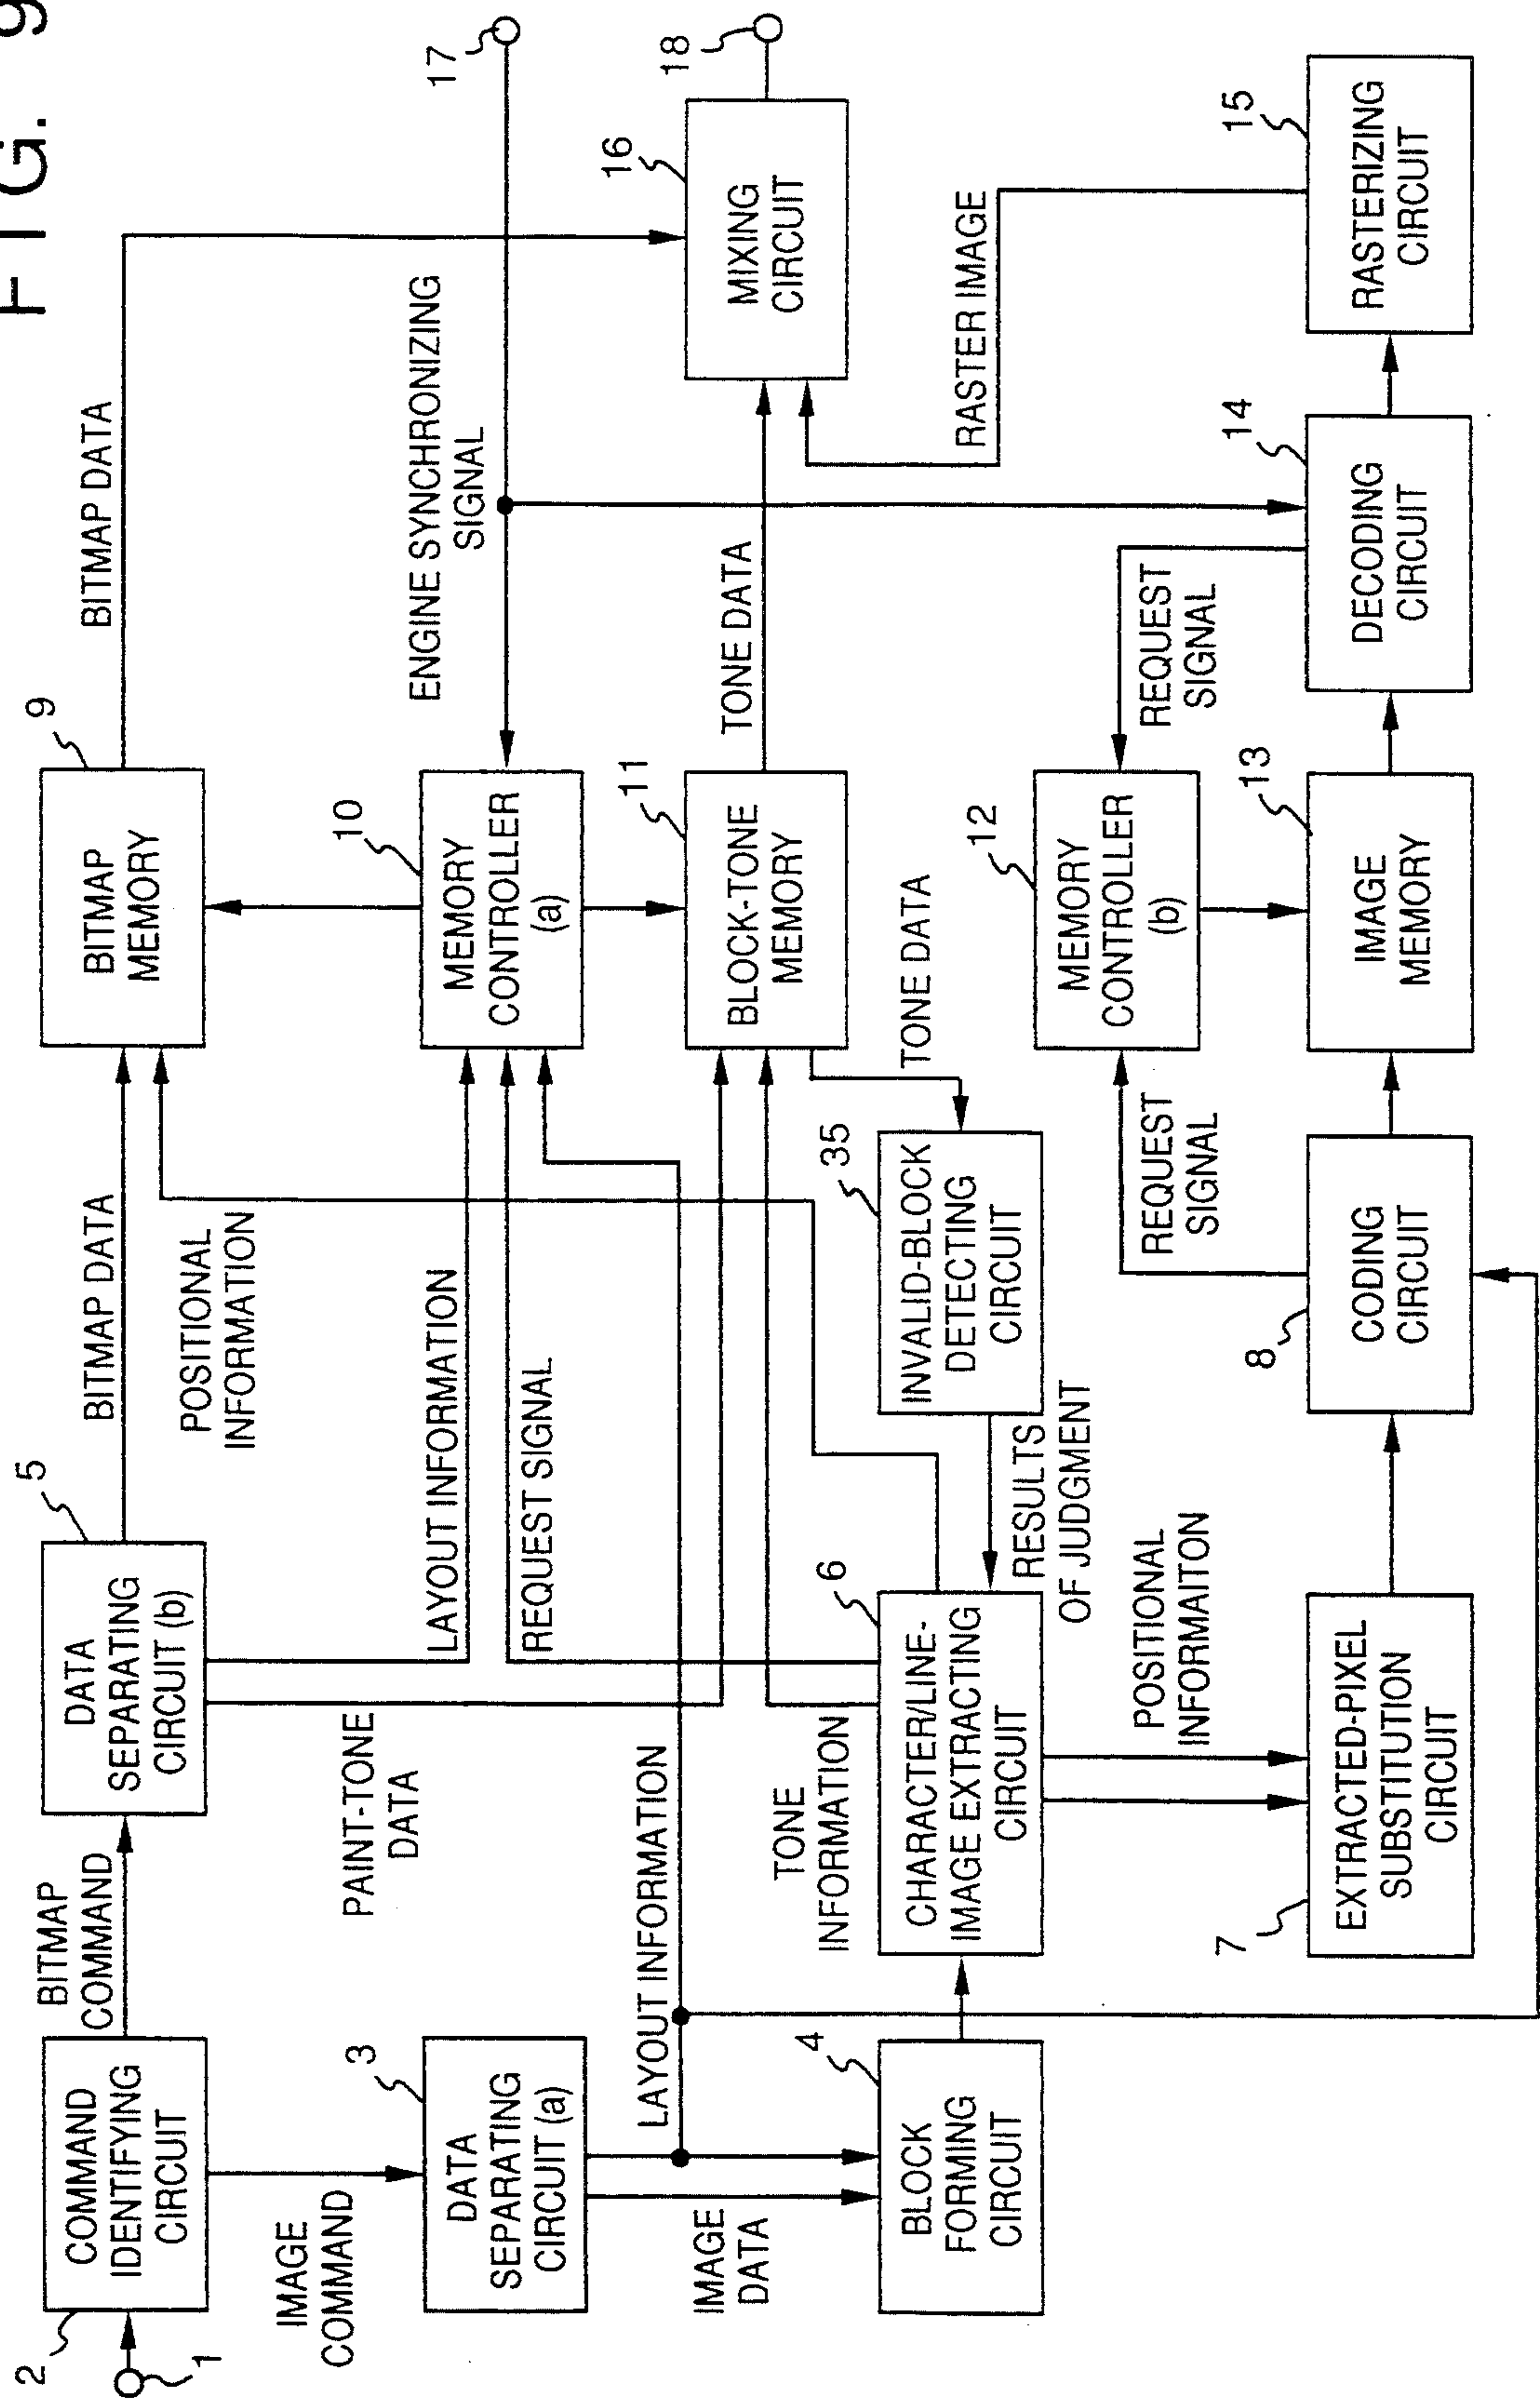 FIG. 9
1
2
COMMAND
IDENTIFYING
CIRCUIT
BITMAP
COMMAND
5
DATA
SEPARATING
CIRCUIT (b)
BITMAP DATA
9
BITMAP
MEMORY
BITMAP DATA
IMAGE
COMMAND
PAINT-TONE
DATA
POSITIONAL
INFORMATION
3
DATA
SEPARATING
CIRCUIT (a)
LAYOUT INFORMATION
REQUEST SIGNAL
10
MEMORY
CONTROLLER
(a)
ENGINE SYNCHRONIZING
SIGNAL
17
IMAGE
DATA
LAYOUT INFORMATION
11
BLOCK-TONE
MEMORY
TONE DATA
16
MIXING
CIRCUIT
18
TONE
INFORMATION
4
BLOCK
FORMING
CIRCUIT
6
CHARACTER/LINE-
IMAGE EXTRACTING
CIRCUIT
35
INVALID-BLOCK
DETECTING
CIRCUIT
TONE DATA
RASTER IMAGE
RESULTS
OF JUDGMENT
12
MEMORY
CONTROLLER
(b)
POSITIONAL
INFORMAITON
REQUEST
SIGNAL
REQUEST
SIGNAL
7
EXTRACTED-PIXEL
SUBSTITUTION
CIRCUIT
8
CODING
CIRCUIT
13
IMAGE
MEMORY
14
DECODING
CIRCUIT
15
RASTERIZING
CIRCUIT